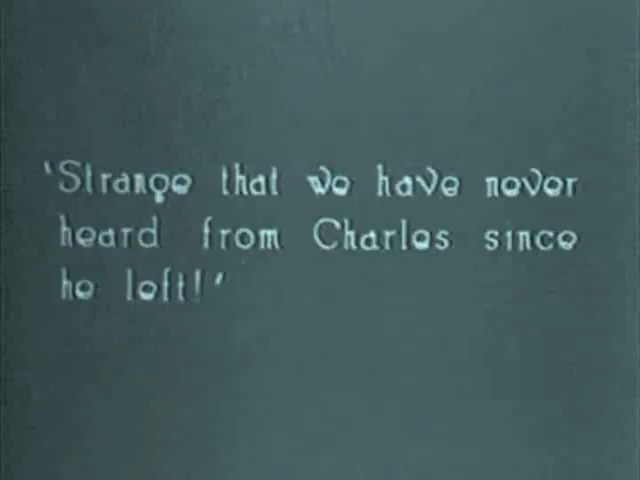 'Strange that we have never
heard from Charles since
he left!'